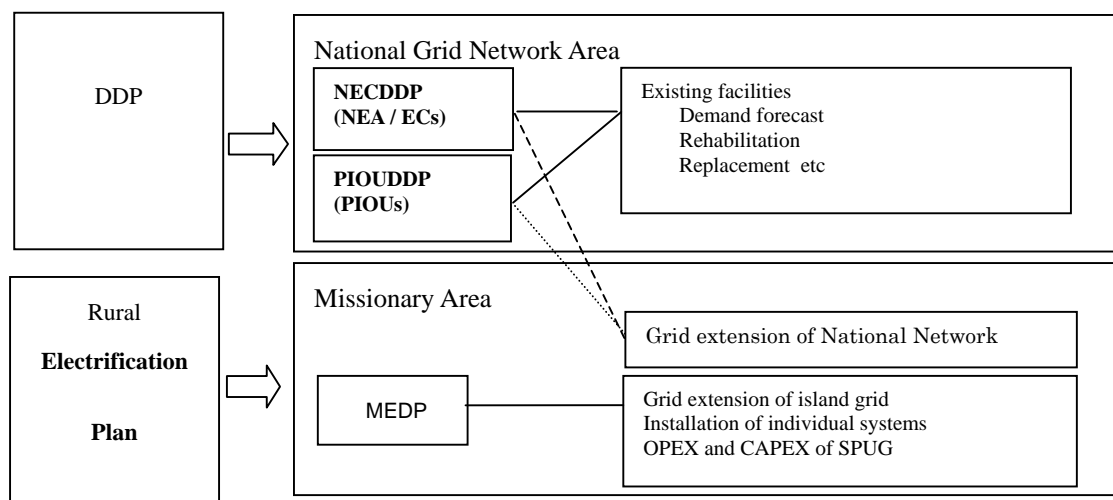 DDP
National Grid Network Area
NECDDP
(NEA / ECs)
PIOUDDP
(PIOUs)
Existing facilities
Demand forecast
Rehabilitation
Replacement etc
Rural
Electrification
Plan
Missionary Area
Grid extension of National Network
MEDP
Grid extension of island grid
Installation of individual systems
OPEX and CAPEX of SPUG